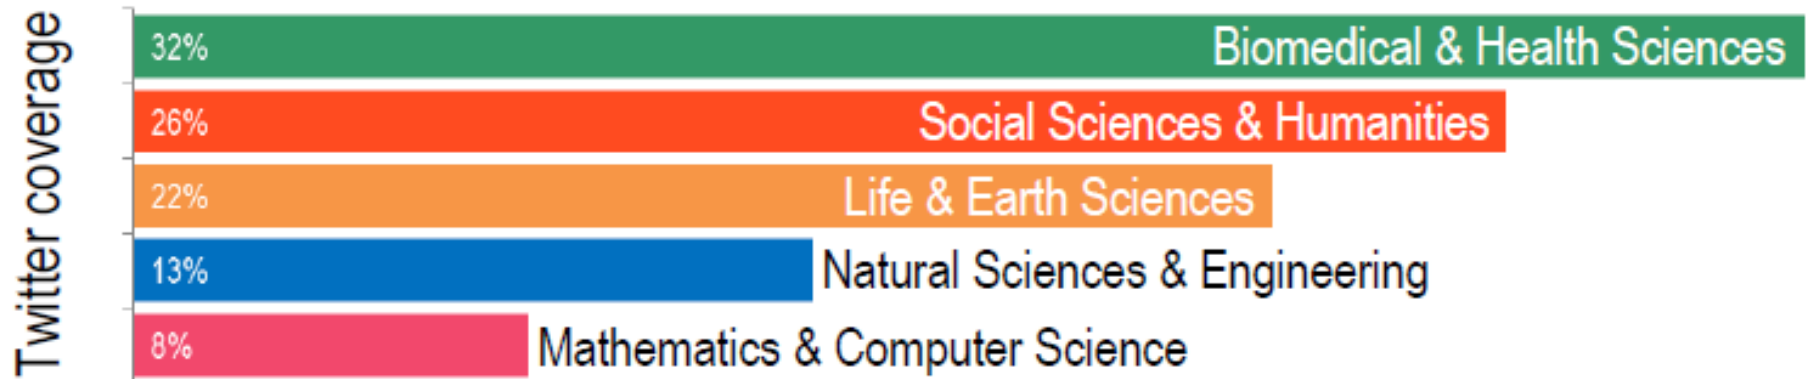 Twitter coverage
32% Biomedical & Health Sciences
26% Social Sciences & Humanities
22% Life & Earth Sciences
13% Natural Sciences & Engineering
8% Mathematics & Computer Science